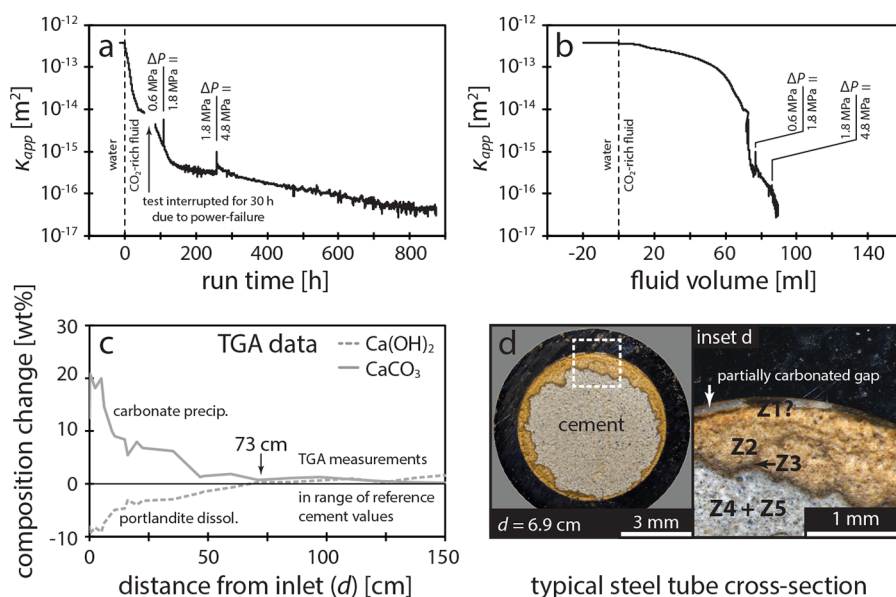 a
10⁻¹²
10⁻¹³
10⁻¹⁴
10⁻¹⁵
10⁻¹⁶
10⁻¹⁷
κapp [m²]
ΔP =
0.6 MPa
1.8 MPa
ΔP =
1.8 MPa
4.8 MPa
water
CO₂-rich fluid
test interrupted for 30 h
due to power-failure
0 200 400 600 800
run time [h]
b
10⁻¹²
10⁻¹³
10⁻¹⁴
10⁻¹⁵
10⁻¹⁶
10⁻¹⁷
κapp [m²]
ΔP =
0.6 MPa
1.8 MPa
ΔP =
1.8 MPa
4.8 MPa
water
CO₂-rich fluid
-20 20 60 100 140
fluid volume [ml]
c
TGA data
Ca(OH)₂
CaCO₃
30
20
10
0
-10
composition change [wt%]
carbonate precip.
73 cm
TGA measurements
in range of reference
cement values
portlandite dissol.
0 50 100 150
distance from inlet (d) [cm]
d
cement
d = 6.9 cm
3 mm
inset d
partially carbonated gap
Z1?
Z2
Z3
Z4 + Z5
1 mm
typical steel tube cross-section